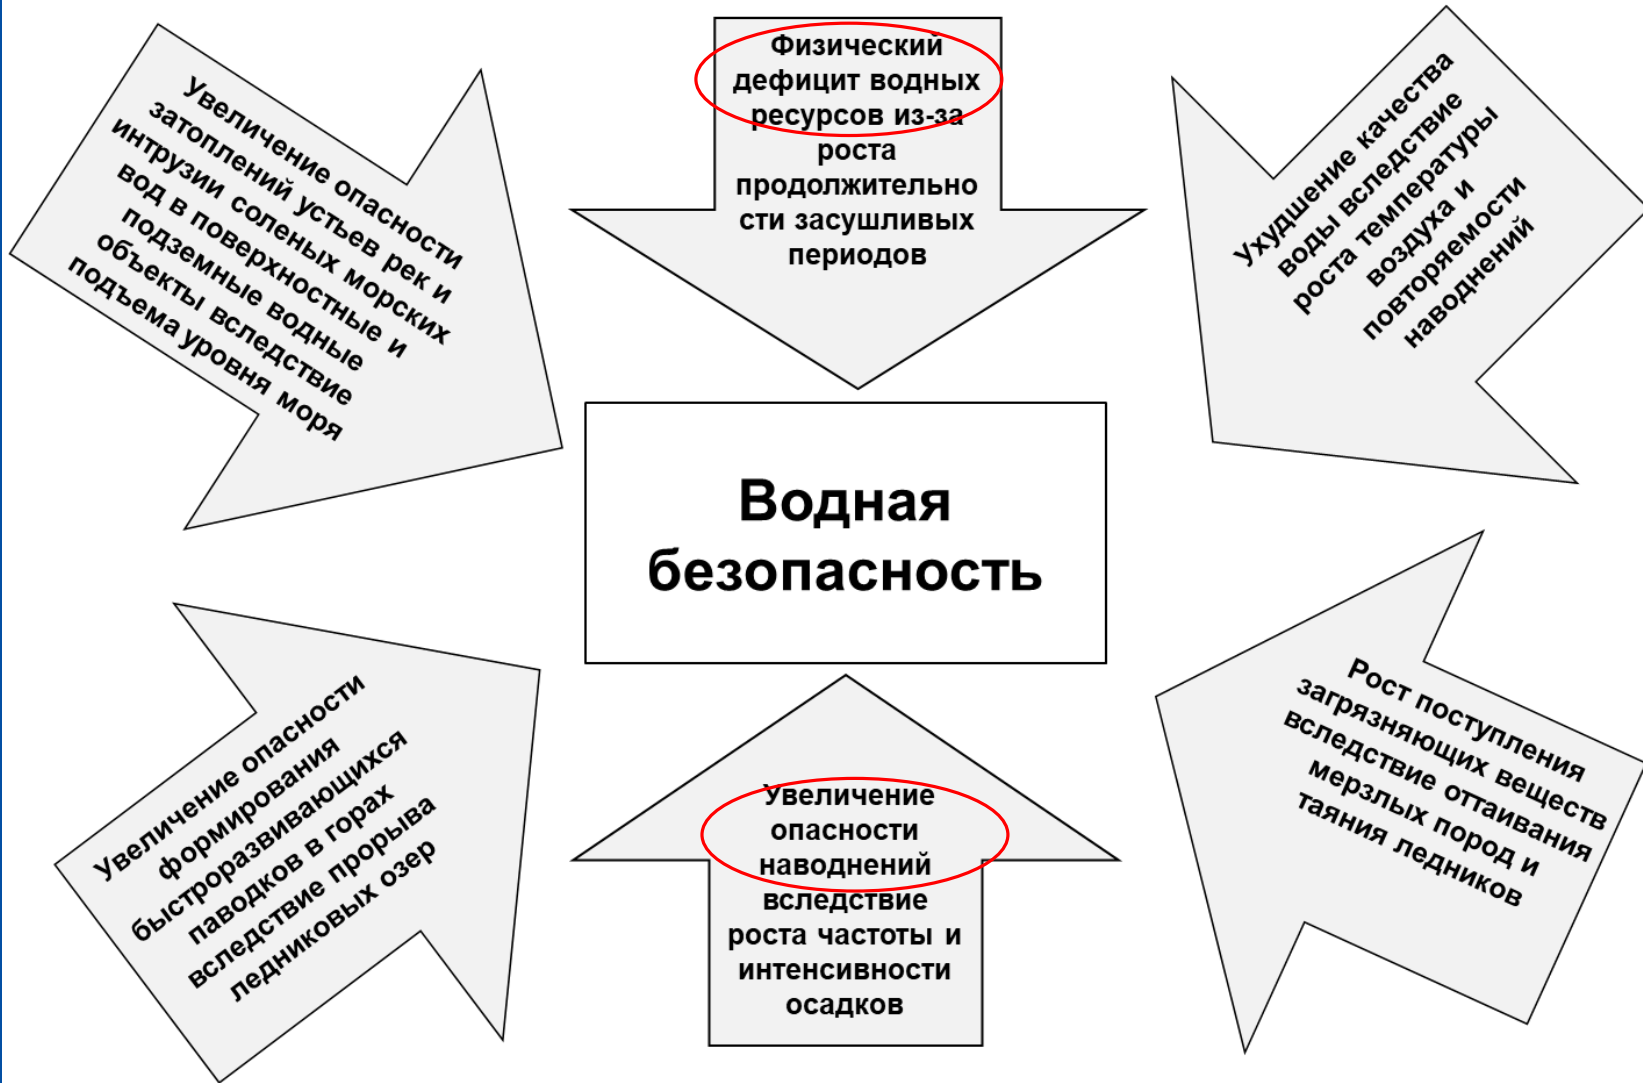 Увеличение опасности
затоплений устьев рек и
интрузии соленых морских
вод в поверхностные и
подземные водные
объекты вследствие
подъема уровня моря
Физический
дефицит водных
ресурсов из-за
роста
продолжительно
сти засушливых
периодов
Ухудшение качества
воды вследствие
роста температуры
воздуха и
повторяемости
наводнений
Водная
безопасность
Увеличение опасности
формирования
быстроразвивающихся
паводков в горах
вследствие прорыва
ледниковых озер
Увеличение
опасности
наводнений
вследствие
роста частоты и
интенсивности
осадков
Рост поступления
загрязняющих веществ
вследствие оттаивания
мерзлых пород и
таяния ледников